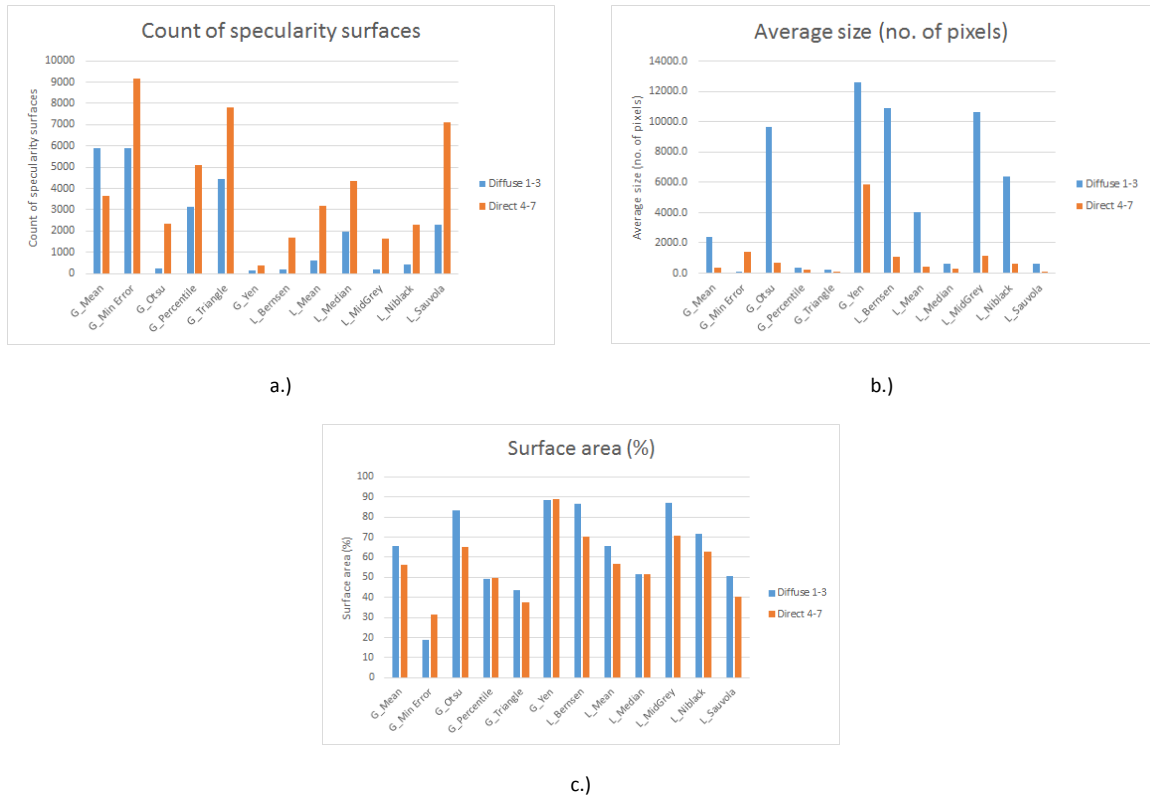 Count of specularity surfaces
Count of specularity surfaces
10000
9000
8000
7000
6000
5000
4000
3000
2000
1000
0
G_Mean
G_Min Error
G_Otsu
G_Percentile
G_Triangle
G_Yen
L_Bernsen
L_Mean
L_Median
L_MidGrey
L_Niblack
L_Sauvola
Diffuse 1-3
Direct 4-7
a.)
Average size (no. of pixels)
Average size (no. of pixels)
14000.0
12000.0
10000.0
8000.0
6000.0
4000.0
2000.0
0.0
G_Mean
G_Min Error
G_Otsu
G_Percentile
G_Triangle
G_Yen
L_Bernsen
L_Mean
L_Median
L_MidGrey
L_Niblack
L_Sauvola
Diffuse 1-3
Direct 4-7
b.)
Surface area (%)
Surface area (%)
100
90
80
70
60
50
40
30
20
10
0
G_Mean
G_Min Error
G_Otsu
G_Percentile
G_Triangle
G_Yen
L_Bernsen
L_Mean
L_Median
L_MidGrey
L_Niblack
L_Sauvola
Diffuse 1-3
Direct 4-7
c.)